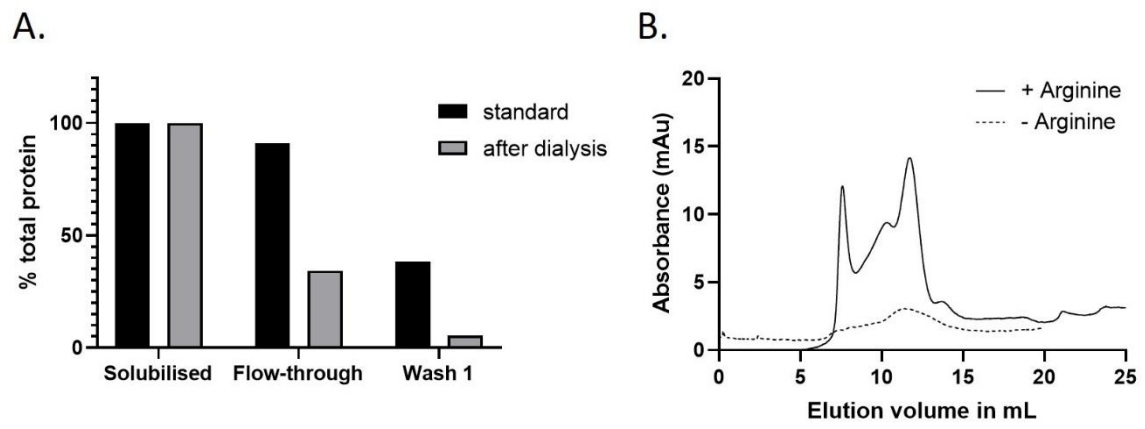 A.
% total protein
100
50
0
Solubilised Flow-through Wash 1
standard
after dialysis
B.
Absorbance (mAu)
20
15
10
5
0
0 5 10 15 20 25
Elution volume in mL
+ Arginine
- Arginine